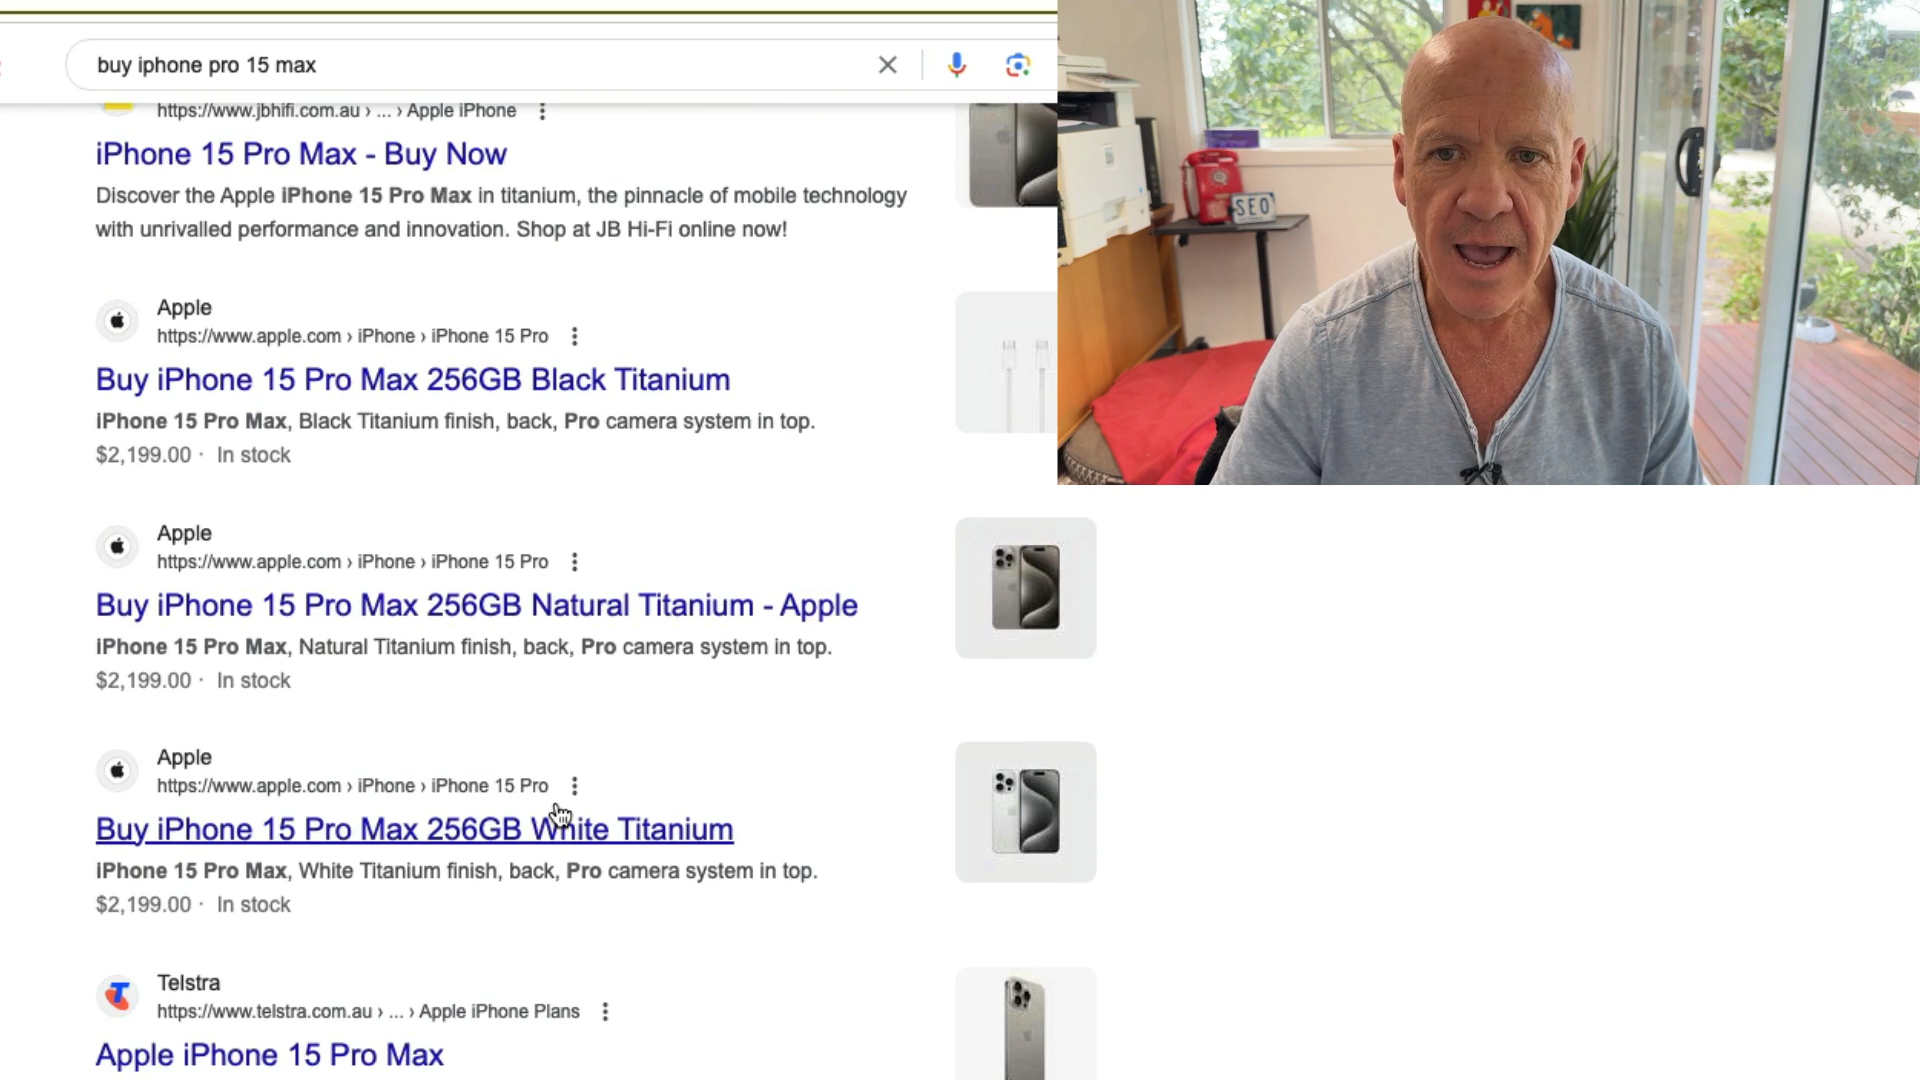 buy iphone pro 15 max
https://www.jbhifi.com.au › ... › Apple iPhone
iPhone 15 Pro Max - Buy Now
Discover the Apple iPhone 15 Pro Max in titanium, the pinnacle of mobile technology
with unrivalled performance and innovation. Shop at JB Hi-Fi online now!
Apple
https://www.apple.com › iPhone › iPhone 15 Pro
Buy iPhone 15 Pro Max 256GB Black Titanium
iPhone 15 Pro Max, Black Titanium finish, back, Pro camera system in top.
$2,199.00 · In stock
Apple
https://www.apple.com › iPhone › iPhone 15 Pro
Buy iPhone 15 Pro Max 256GB Natural Titanium - Apple
iPhone 15 Pro Max, Natural Titanium finish, back, Pro camera system in top.
$2,199.00 · In stock
Apple
https://www.apple.com › iPhone › iPhone 15 Pro
Buy iPhone 15 Pro Max 256GB White Titanium
iPhone 15 Pro Max, White Titanium finish, back, Pro camera system in top.
$2,199.00 · In stock
Telstra
https://www.telstra.com.au › ... › Apple iPhone Plans
Apple iPhone 15 Pro Max
SEO